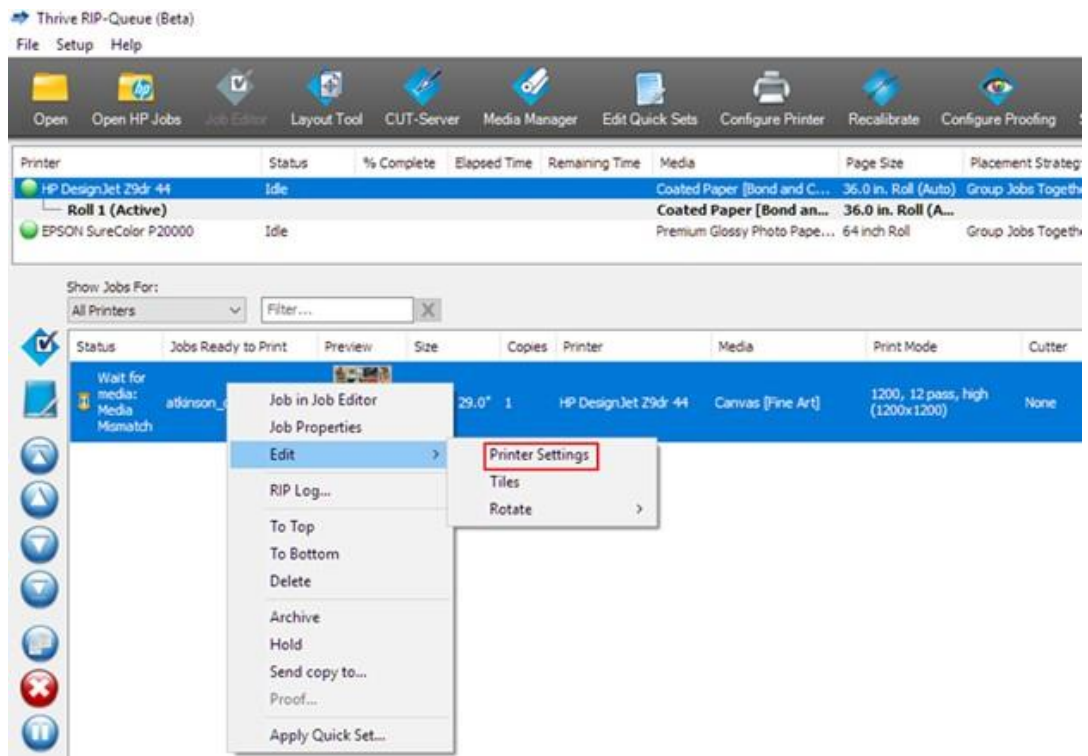 Thrive RIP-Queue (Beta)
File Setup Help
Open Open HP Jobs Job Editor Layout Tool CUT-Server Media Manager Edit Quick Sets Configure Printer Recalibrate Configure Proofing
Printer Status % Complete Elapsed Time Remaining Time Media Page Size Placement Strateg
HP DesignJet Z9dr 44 Idle Coated Paper [Bond and C... 36.0 in. Roll (Auto) Group Jobs Togeth
Roll 1 (Active) Coated Paper [Bond an... 36.0 in. Roll (A...
EPSON SureColor P20000 Idle Premium Glossy Photo Pape... 64 inch Roll Group Jobs Togeth
Show Jobs For:
All Printers Filter... X
Status Jobs Ready to Print Preview Size Copies Printer Media Print Mode Cutter
Wait for
media:
Media
Mismatch
atkinson_ 29.0" 1 HP DesignJet Z9dr 44 Canvas [Fine Art] 1200, 12 pass, high
(1200x1200)
None
Job in Job Editor
Job Properties
Edit >
Printer Settings
Tiles
Rotate >
RIP Log...
To Top
To Bottom
Delete
Archive
Hold
Send copy to...
Proof...
Apply Quick Set...